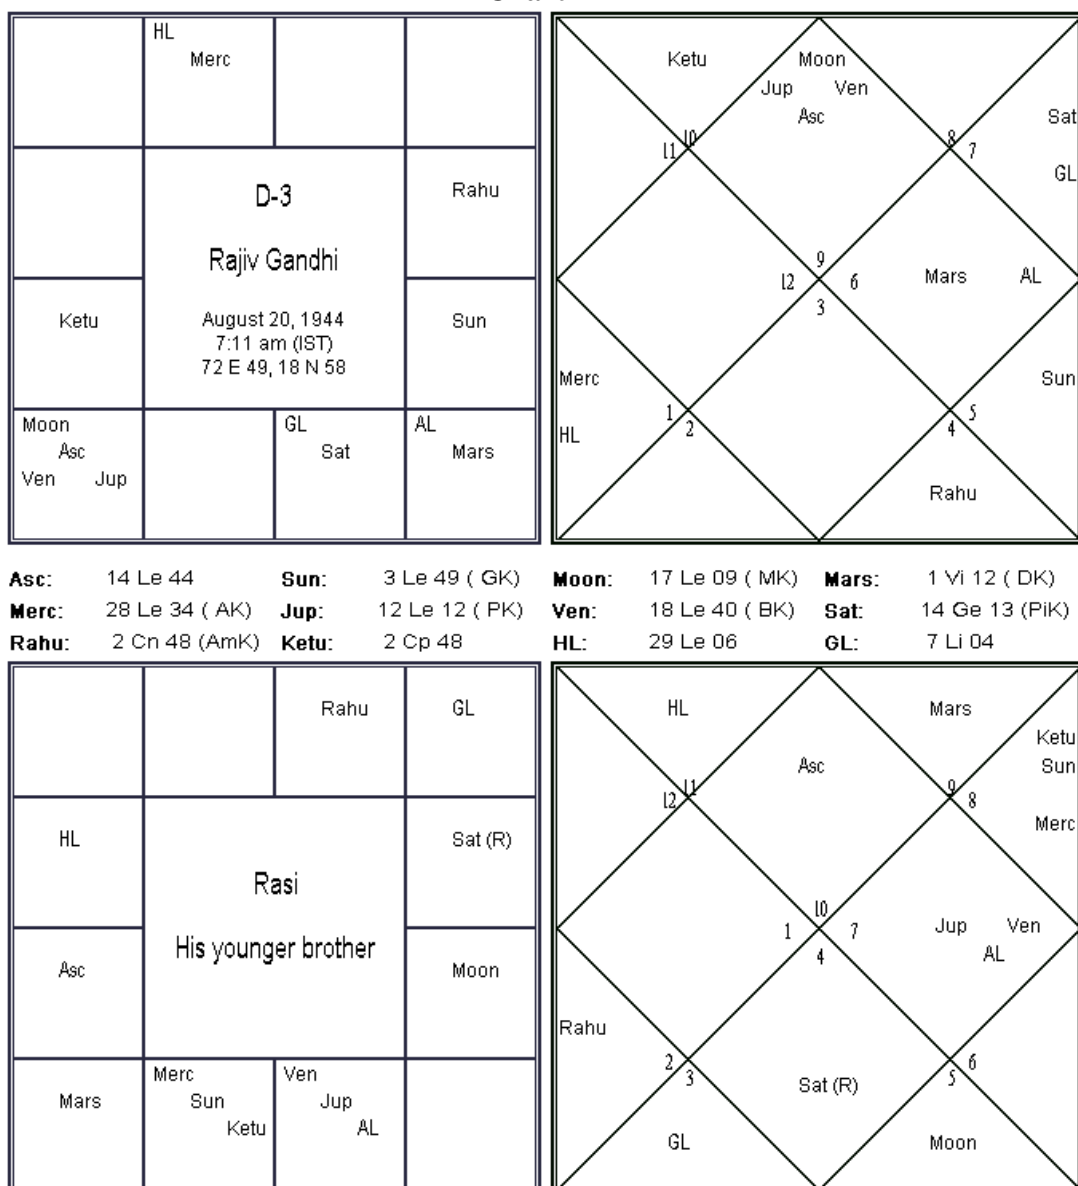 HL
Merc
Rahu
D-3
Rajiv Gandhi
August 20, 1944
7:11 am (IST)
72 E 49, 18 N 58
Ketu
Sun
Moon
Asc
Ven Jup
GL
Sat
AL
Mars
Ketu
Moon
Jup Ven
Asc
Sat
GL
10
11
8
7
9
12 6
3
Mars AL
Merc
HL
Sun
1
2
5
4
Rahu
Asc: 14 Le 44 Sun: 3 Le 49 ( GK) Moon: 17 Le 09 ( MK) Mars: 1 Vi 12 ( DK)
Merc: 28 Le 34 ( AK) Jup: 12 Le 12 ( PK) Ven: 18 Le 40 ( BK) Sat: 14 Ge 13 (PiK)
Rahu: 2 Cn 48 (AmK) Ketu: 2 Cp 48 HL: 29 Le 06 GL: 7 Li 04
Rahu
GL
HL
Sat (R)
Rasi
His younger brother
Asc
Moon
Mars
Merc
Sun
Ketu
Ven
Jup
AL
HL
Asc
Mars
Ketu
Sun
Merc
11
12
9
8
10
1 7
4
Jup Ven
AL
Rahu
2
3
6
5
Sat (R)
GL
Moon